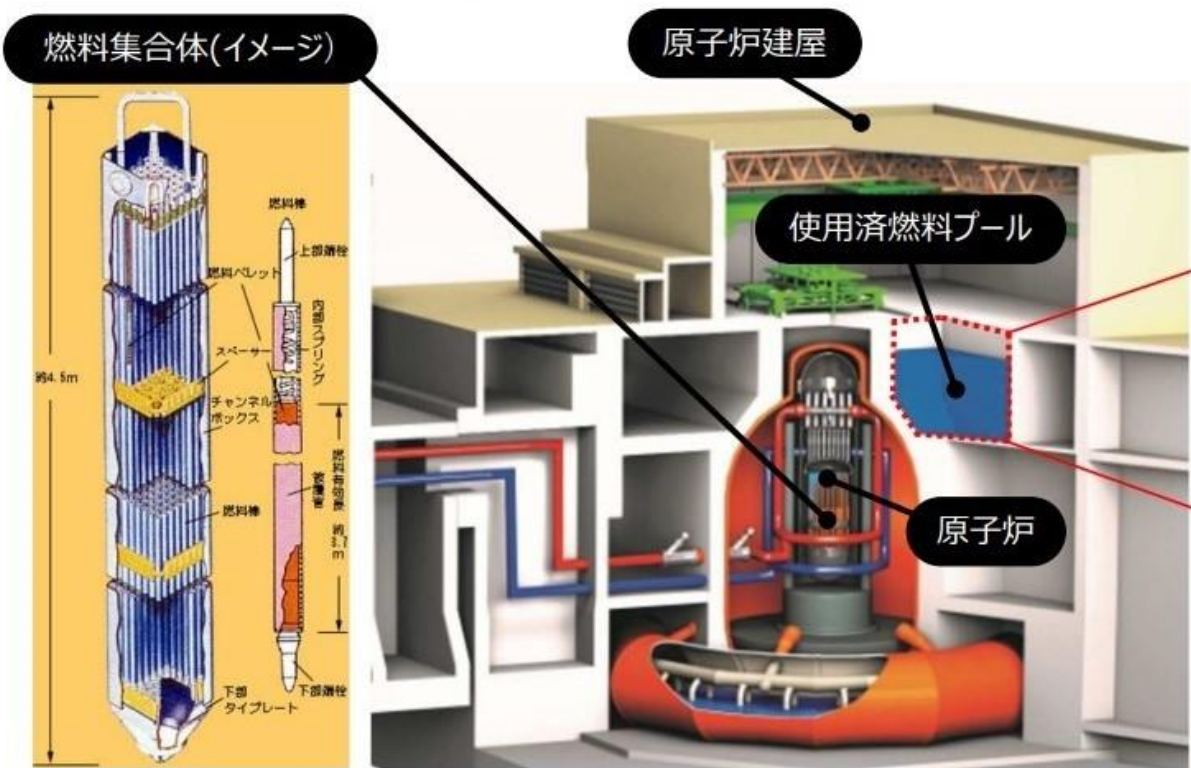 燃料集合体(イメージ)
原子炉建屋
使用済燃料プール
原子炉
約4.5m
燃料棒
上部端栓
燃料ペレット
内部スプリング
スペーサー
チャンネル
ボックス
燃料有効長 約3.7m
被覆管
燃料棒
下部端栓
下部
タイプレート